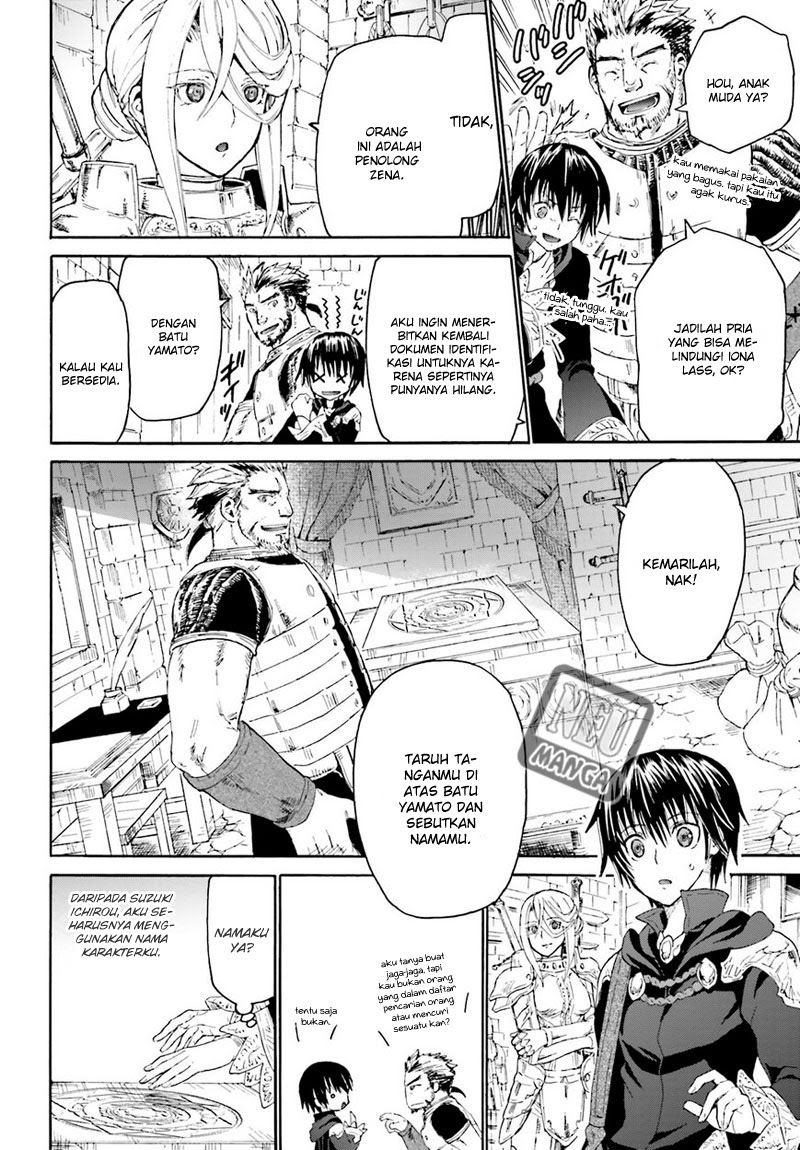 HOU, ANAK
MUDA YA?
kau memakai pakaian
yang bagus. tapi kau itu
agak kurus.
tidak, tunggu. kau
salah paha...
JADILAH PRIA
YANG BISA ME-
LINDUNGI IONA
LASS, OK?
TIDAK,
ORANG
INI ADALAH
PENOLONG
ZENA.
AKU INGIN MENER-
BITKAN KEMBALI
DOKUMEN IDENTIFI-
KASI UNTUKNYA KA-
RENA SEPERTINYA
PUNYANYA HILANG.
じんじん
DENGAN
BATU
YAMATO?
KALAU KAU
BERSEDIA.
KEMARILAH,
NAK!
NEU
MANGA
TARUH TA-
NGANMU DI
ATAS BATU
YAMATO DAN
SEBUTKAN
NAMAMU.
aku tanya buat
jaga-jaga. tapi
kau bukan orang
yang dalam daftar
pencarian orang
atau mencuri
sesuatu kan?
tentu saja
bukan.
NAMAKU
YA?
DARIPADA SUZUKI
ICHIROU, AKU SE-
HARUSNYA MENG-
GUNAKAN NAMA
KARAKTERKU.